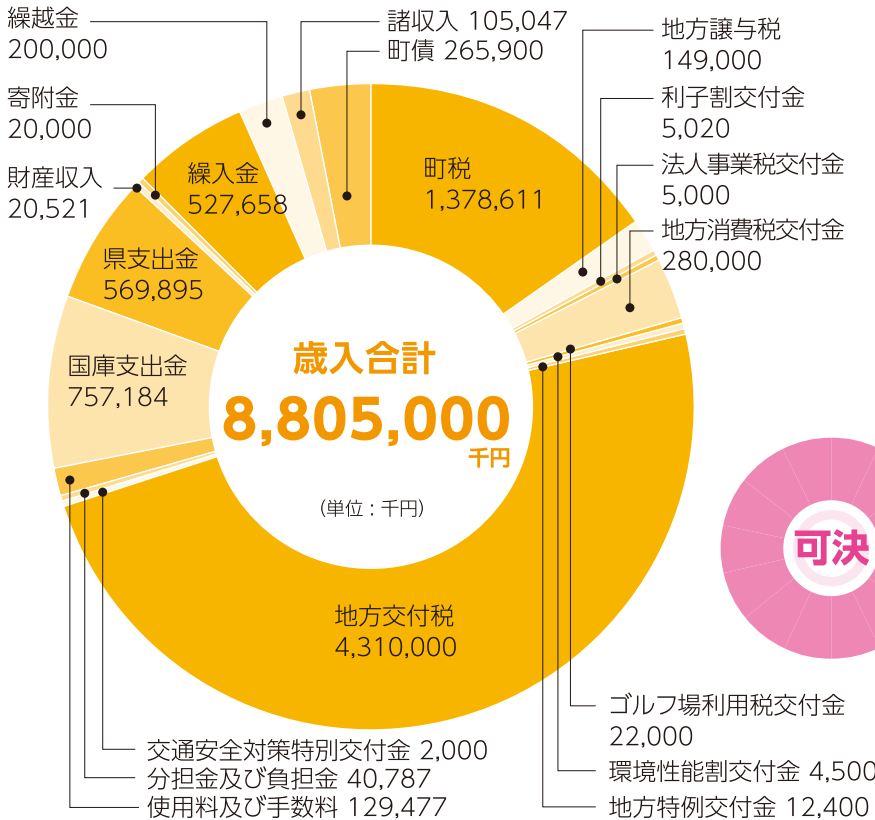 繰越金
200,000
諸収入 105,047
町債 265,900
地方譲与税
149,000
寄附金
20,000
利子割交付金
5,020
財産収入
20,521
繰入金
527,658
町税
1,378,611
法人事業税交付金
5,000
地方消費税交付金
280,000
県支出金
569,895
国庫支出金
757,184
歳入合計
8,805,000
千円
(単位：千円)
可決
地方交付税
4,310,000
ゴルフ場利用税交付金
22,000
環境性能割交付金 4,500
地方特例交付金 12,400
交通安全対策特別交付金 2,000
分担金及び負担金 40,787
使用料及び手数料 129,477